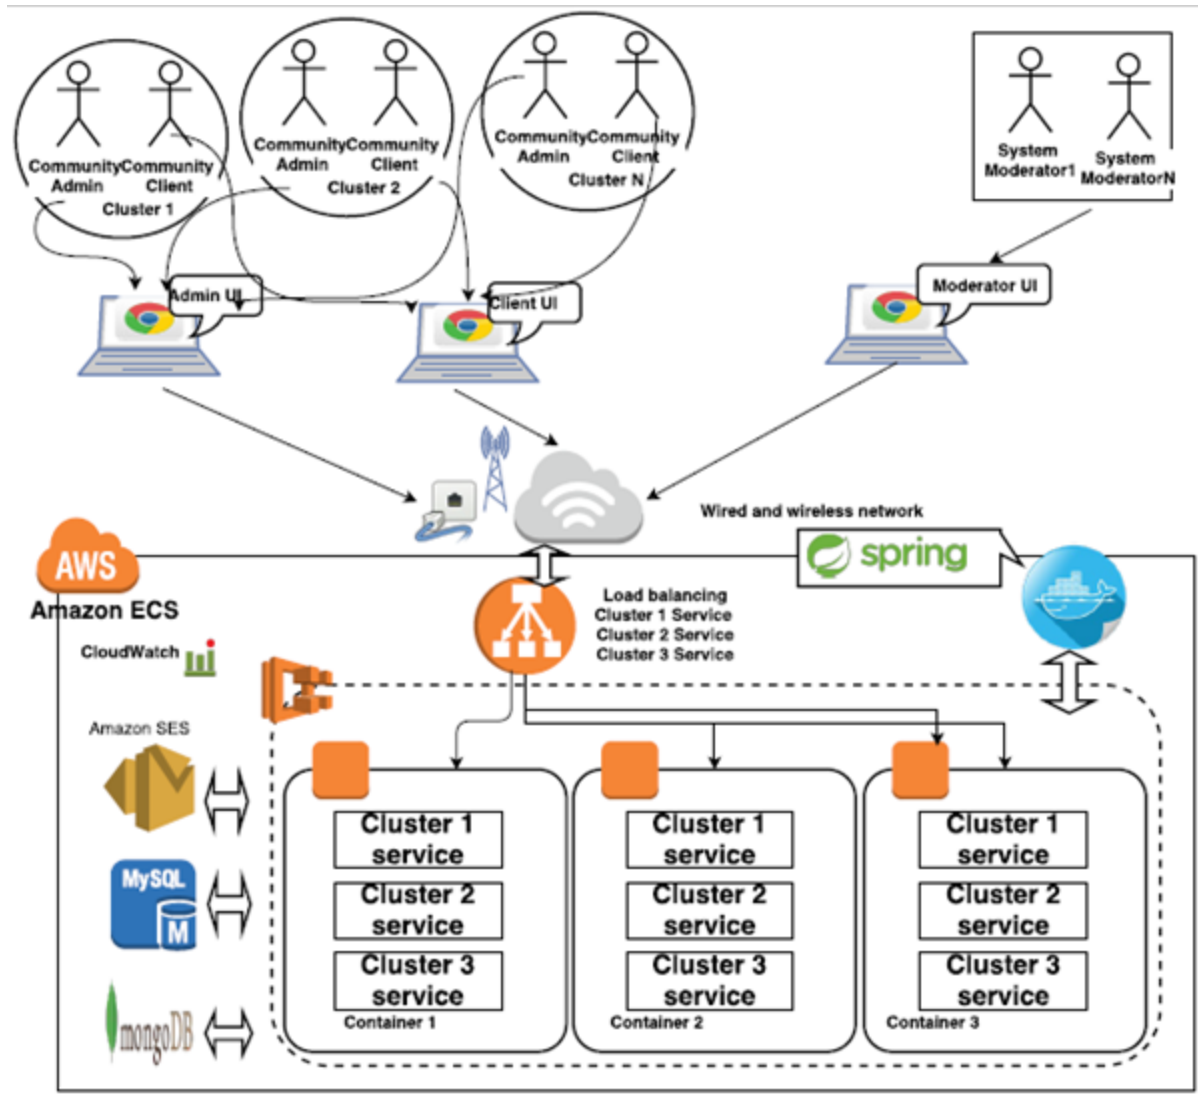 Community Admin
Community Client
Cluster 1
Community Admin
Community Client
Cluster 2
Community Admin
Community Client
Cluster N
System Moderator1
System ModeratorN
Admin UI
Client UI
Moderator UI
Wired and wireless network
spring
AWS
Amazon ECS
Load balancing
Cluster 1 Service
Cluster 2 Service
Cluster 3 Service
CloudWatch
Amazon SES
MySQL
M
mongoDB
Cluster 1
service
Cluster 2
service
Cluster 3
service
Container 1
Cluster 1
service
Cluster 2
service
Cluster 3
service
Container 2
Cluster 1
service
Cluster 2
service
Cluster 3
service
Container 3